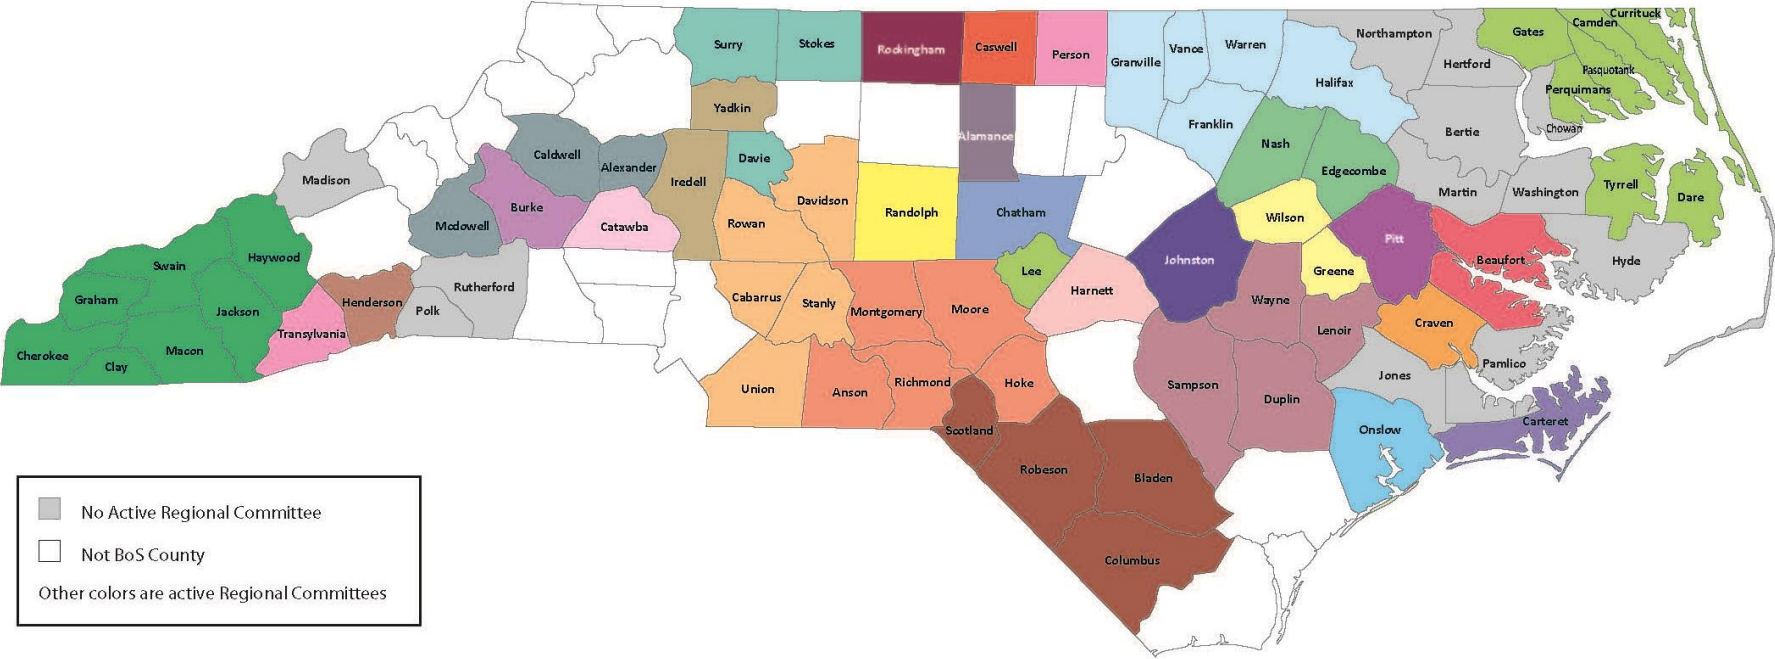 Surry
Stokes
Rockingham
Caswell
Person
Granville
Vance
Warren
Halifax
Northampton
Hertford
Gates
Camden
Currituck
Pasquotank
Perquimans
Chowan
Bertie
Yadkin
Alamance
Franklin
Nash
Edgecombe
Martin
Washington
Tyrrell
Dare
Madison
Caldwell
Alexander
Iredell
Davie
Davidson
Randolph
Chatham
Wilson
Pitt
Beaufort
Hyde
Mcdowell
Burke
Catawba
Rowan
Lee
Harnett
Johnston
Greene
Wayne
Lenoir
Craven
Pamlico
Swain
Haywood
Graham
Jackson
Cherokee
Clay
Macon
Transylvania
Henderson
Polk
Rutherford
Cabarrus
Stanly
Montgomery
Moore
Union
Anson
Richmond
Hoke
Scotland
Robeson
Bladen
Columbus
Sampson
Duplin
Jones
Onslow
Carteret
No Active Regional Committee
Not BoS County
Other colors are active Regional Committees